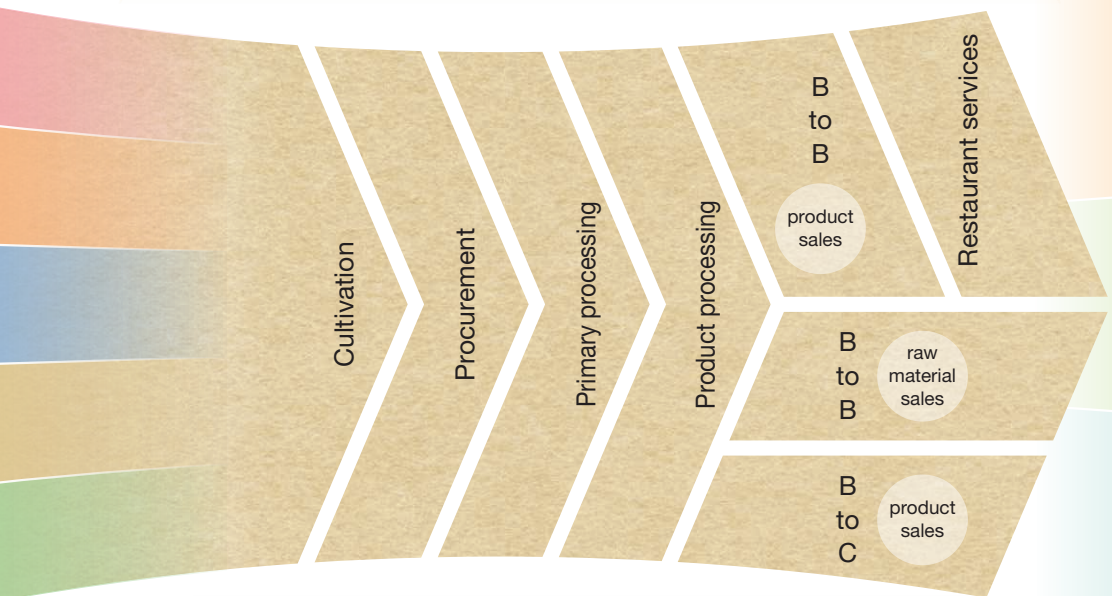 Cultivation
Procurement
Primary processing
Product processing
B
to
B
product
sales
Restaurant services
B
to
B
raw
material
sales
B
to
C
product
sales